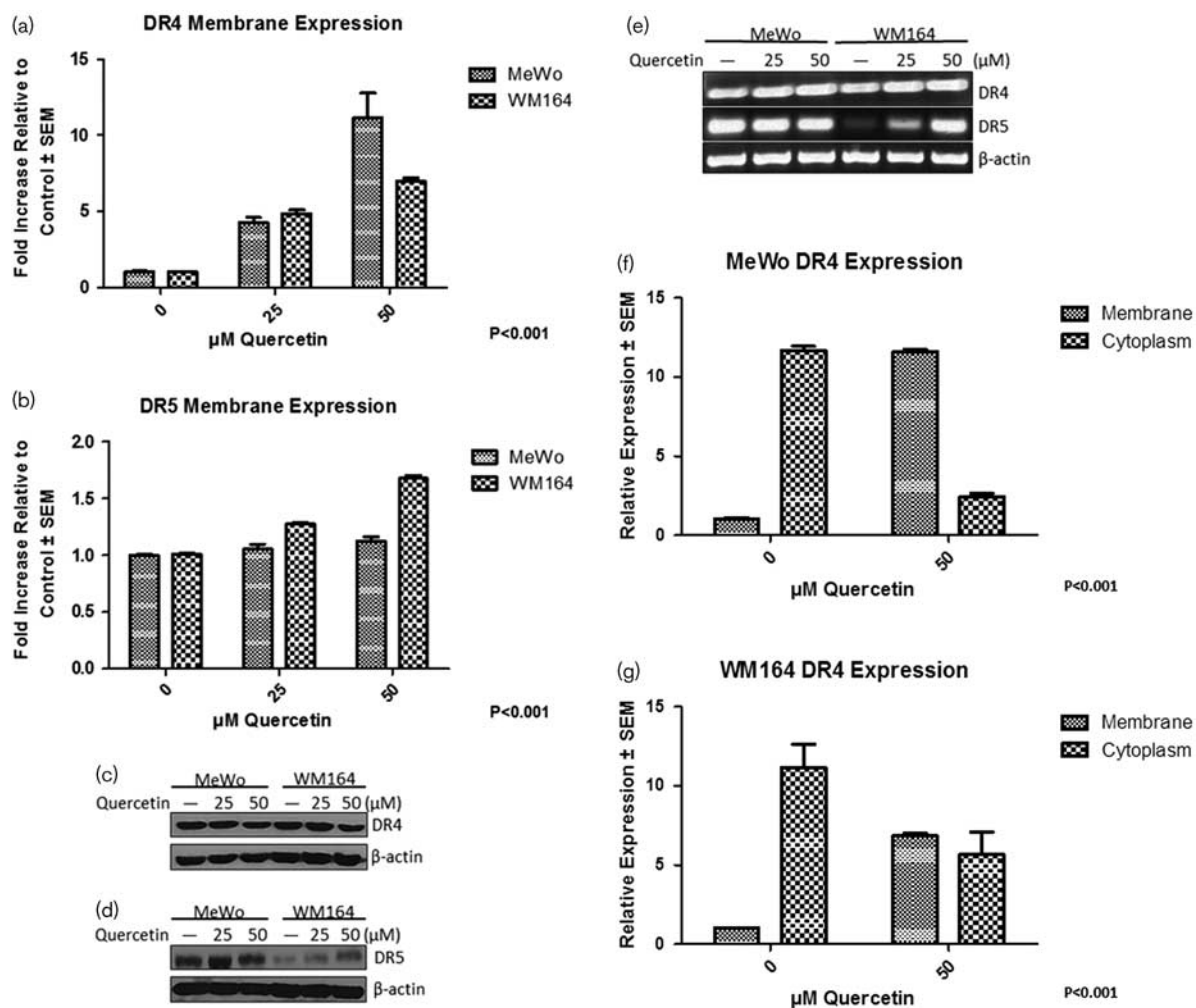 (a)
DR4 Membrane Expression
Fold Increase Relative to
Control ± SEM
15
10
5
0
0
25
50
µM Quercetin
MeWo
WM164
P<0.001
(b)
DR5 Membrane Expression
Fold Increase Relative to
Control ± SEM
2.0
1.5
1.0
0.5
0.0
0
25
50
µM Quercetin
MeWo
WM164
P<0.001
(c)
MeWo WM164
Quercetin — 25 50 — 25 50 (µM)
DR4
β-actin
(d)
MeWo WM164
Quercetin — 25 50 — 25 50 (µM)
DR5
β-actin
(e)
MeWo WM164
Quercetin — 25 50 — 25 50 (µM)
DR4
DR5
β-actin
(f)
MeWo DR4 Expression
Relative Expression ± SEM
15
10
5
0
0
50
µM Quercetin
Membrane
Cytoplasm
P<0.001
(g)
WM164 DR4 Expression
Relative Expression ± SEM
15
10
5
0
0
50
µM Quercetin
Membrane
Cytoplasm
P<0.001